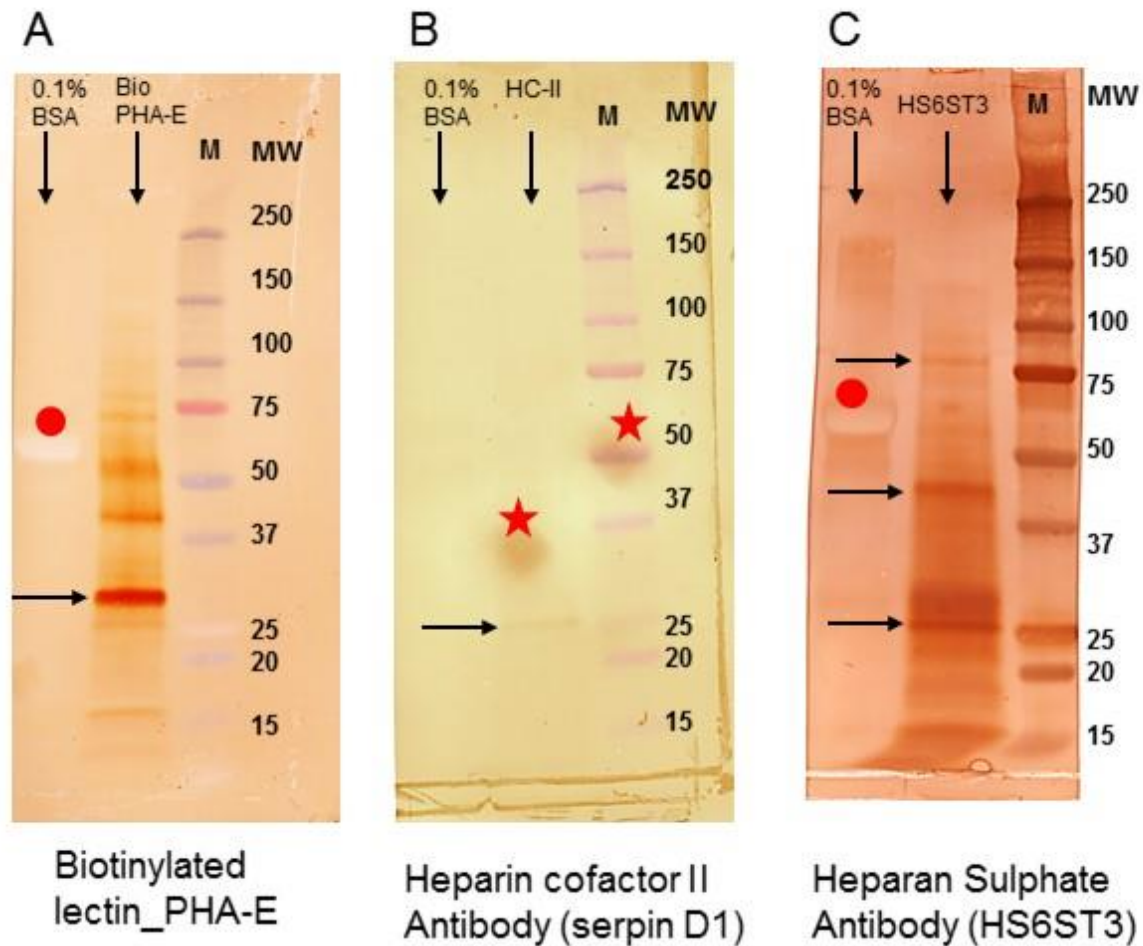 A
0.1%
BSA
Bio
PHA-E
M
MW
250
150
100
75
50
37
25
20
15
Biotinylated
lectin_PHA-E
B
0.1%
BSA
HC-II
M
MW
250
150
100
75
50
37
25
20
15
Heparin cofactor II
Antibody (serpin D1)
C
0.1%
BSA
HS6ST3
M
MW
250
150
100
75
50
37
25
20
15
Heparan Sulphate
Antibody (HS6ST3)